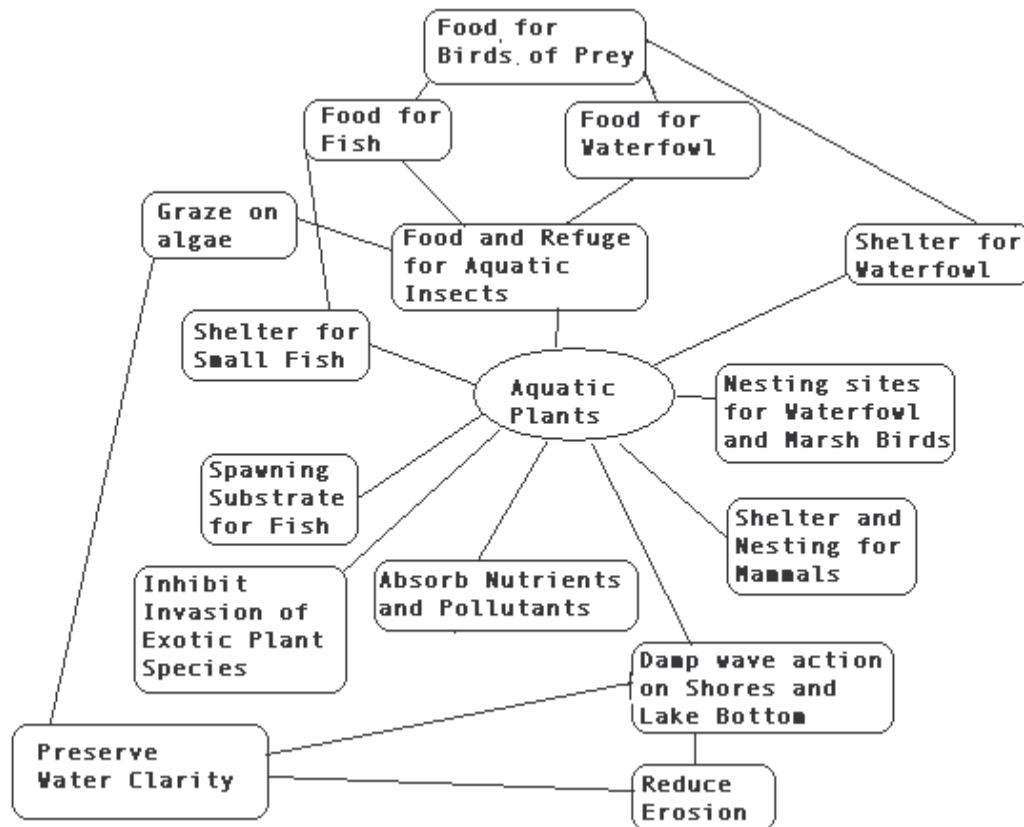 Food for
Birds of Prey
Food for
Fish
Food for
Waterfowl
Graze on
algae
Food and Refuge
for Aquatic
Insects
Shelter for
Waterfowl
Shelter for
Small Fish
Aquatic
Plants
Nesting sites
for Waterfowl
and Marsh Birds
Spawning
Substrate
for Fish
Shelter and
Nesting for
Mammals
Inhibit
Invasion of
Exotic Plant
Species
Absorb Nutrients
and Pollutants
Damp wave action
on Shores and
Lake Bottom
Preserve
Water Clarity
Reduce
Erosion